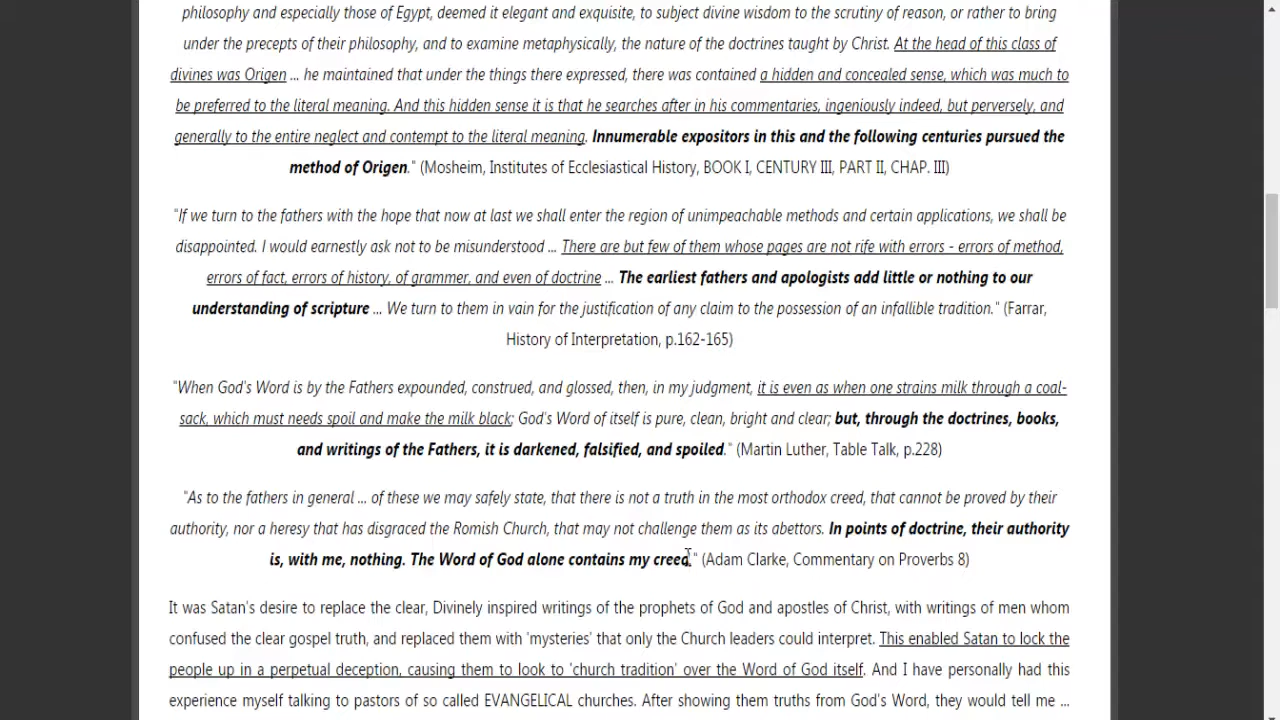 philosophy and especially those of Egypt, deemed it elegant and exquisite, to subject divine wisdom to the scrutiny of reason, or rather to bring
under the precepts of their philosophy, and to examine metaphysically, the nature of the doctrines taught by Christ. At the head of this class of
divines was Origen ... he maintained that under the things there expressed, there was contained a hidden and concealed sense, which was much to
be preferred to the literal meaning. And this hidden sense it is that he searches after in his commentaries, ingeniously indeed, but perversely, and
generally to the entire neglect and contempt to the literal meaning. Innumerable expositors in this and the following centuries pursued the
method of Origen." (Mosheim, Institutes of Ecclesiastical History, BOOK I, CENTURY III, PART II, CHAP. III)
"If we turn to the fathers with the hope that now at last we shall enter the region of unimpeachable methods and certain applications, we shall be
disappointed. I would earnestly ask not to be misunderstood ... There are but few of them whose pages are not rife with errors - errors of method,
errors of fact, errors of history, of grammer, and even of doctrine ... The earliest fathers and apologists add little or nothing to our
understanding of scripture ... We turn to them in vain for the justification of any claim to the possession of an infallible tradition." (Farrar,
History of Interpretation, p.162-165)
"When God's Word is by the Fathers expounded, construed, and glossed, then, in my judgment, it is even as when one strains milk through a coal-
sack, which must needs spoil and make the milk black; God's Word of itself is pure, clean, bright and clear; but, through the doctrines, books,
and writings of the Fathers, it is darkened, falsified, and spoiled." (Martin Luther, Table Talk, p.228)
"As to the fathers in general ... of these we may safely state, that there is not a truth in the most orthodox creed, that cannot be proved by their
authority, nor a heresy that has disgraced the Romish Church, that may not challenge them as its abettors. In points of doctrine, their authority
is, with me, nothing. The Word of God alone contains my creed." (Adam Clarke, Commentary on Proverbs 8)
It was Satan's desire to replace the clear, Divinely inspired writings of the prophets of God and apostles of Christ, with writings of men whom
confused the clear gospel truth, and replaced them with 'mysteries' that only the Church leaders could interpret. This enabled Satan to lock the
people up in a perpetual deception, causing them to look to 'church tradition' over the Word of God itself. And I have personally had this
experience myself talking to pastors of so called EVANGELICAL churches. After showing them truths from God's Word, they would tell me ...